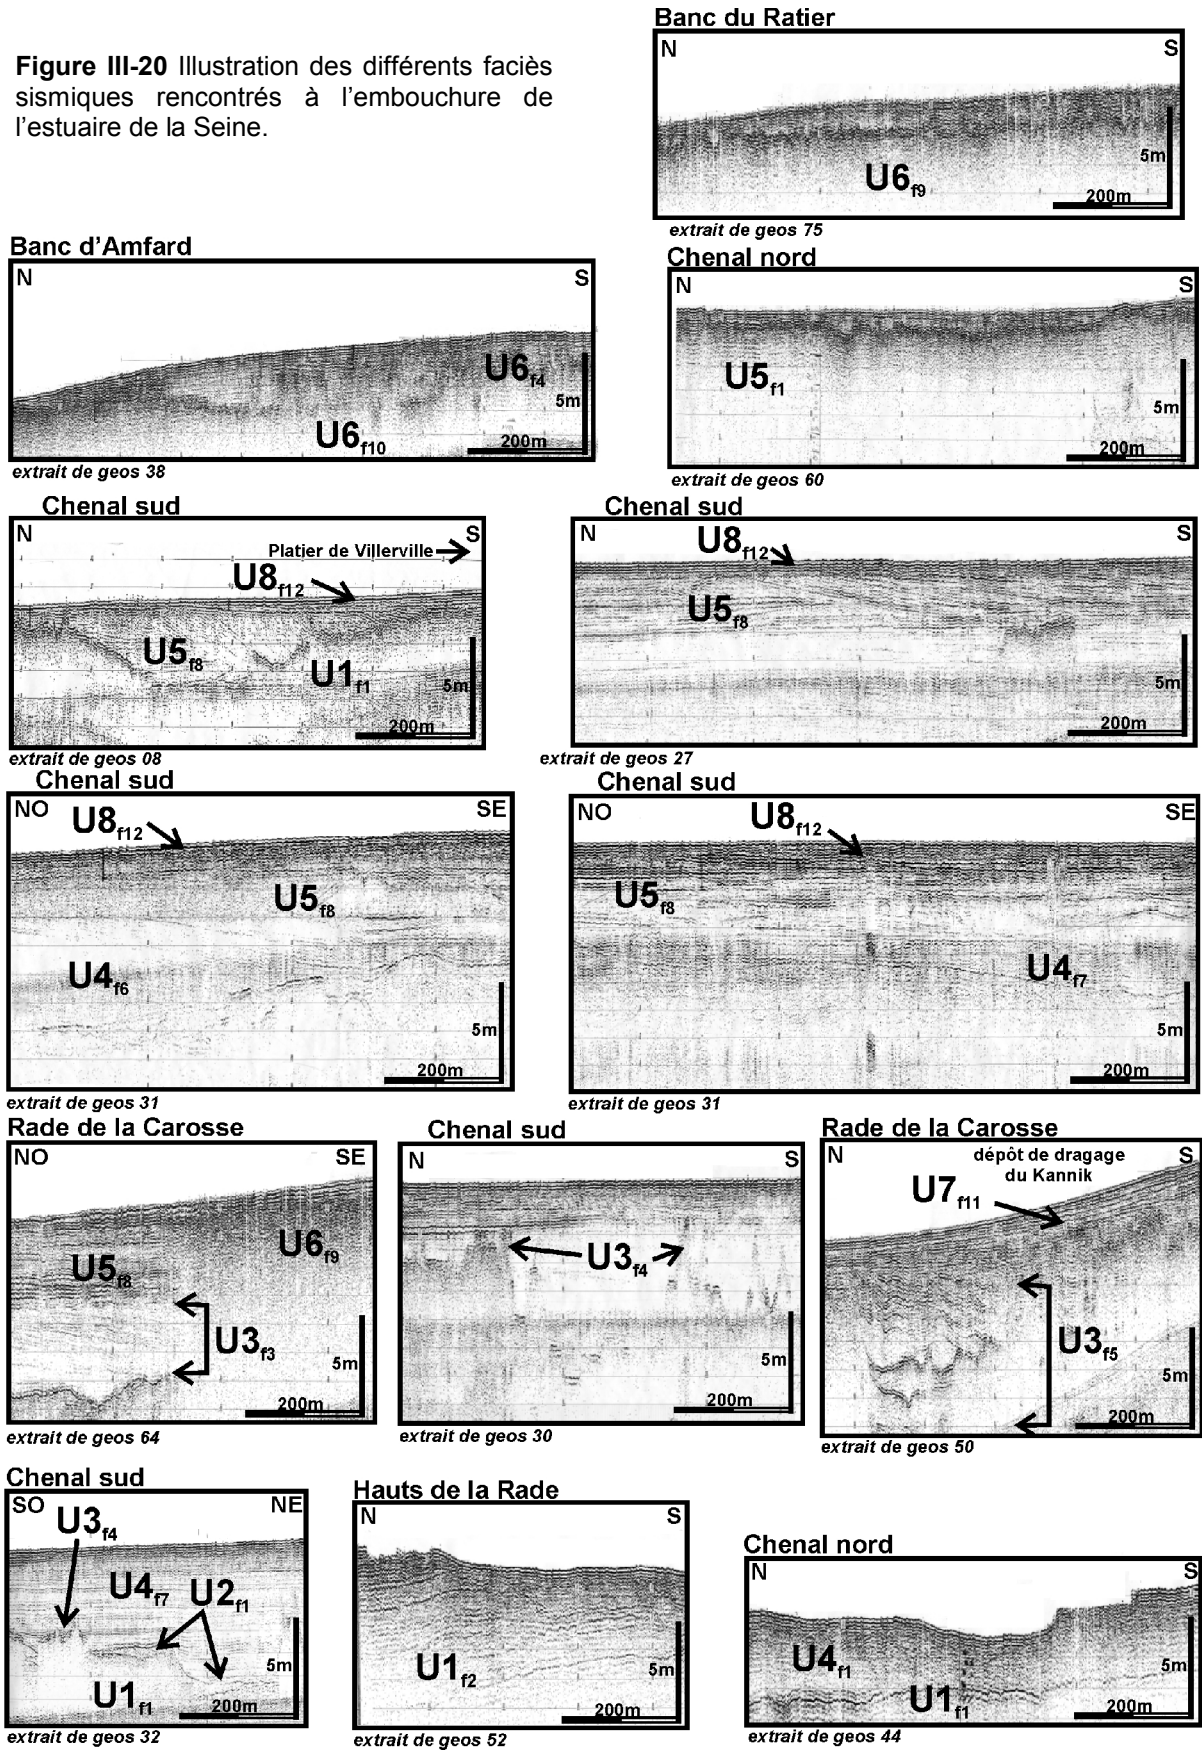 Banc du Ratier
N S
Figure III-20 Illustration des différents faciès
sismiques rencontrés à l'embouchure de
l'estuaire de la Seine.
5m
U6f9
200m
extrait de geos 75
Banc d'Amfard
N S
U6f4
5m
U6f10
200m
extrait de geos 38
Chenal nord
N S
U5f1
5m
200m
extrait de geos 60
Chenal sud
N S
Platier de Villerville
U8f12
U5f8
U1f1
5m
200m
extrait de geos 08
Chenal sud
N S
U8f12
U5f8
5m
200m
extrait de geos 27
Chenal sud
NO SE
U8f12
U5f8
U4f6
5m
200m
extrait de geos 31
Chenal sud
NO SE
U8f12
U5f8
U4f7
5m
200m
extrait de geos 31
Rade de la Carosse
NO SE
U6f9
U5f8
U3f3
5m
200m
extrait de geos 64
Chenal sud
N S
U3f4
5m
200m
extrait de geos 30
Rade de la Carosse
N S
dépôt de dragage
du Kannik
U7f11
U3f5
5m
200m
extrait de geos 50
Chenal sud
SO NE
U3f4
U4f7 U2f1
5m
U1f1
200m
extrait de geos 32
Hauts de la Rade
N S
U1f2
5m
200m
extrait de geos 52
Chenal nord
N S
U4f1
5m
U1f1
200m
extrait de geos 44